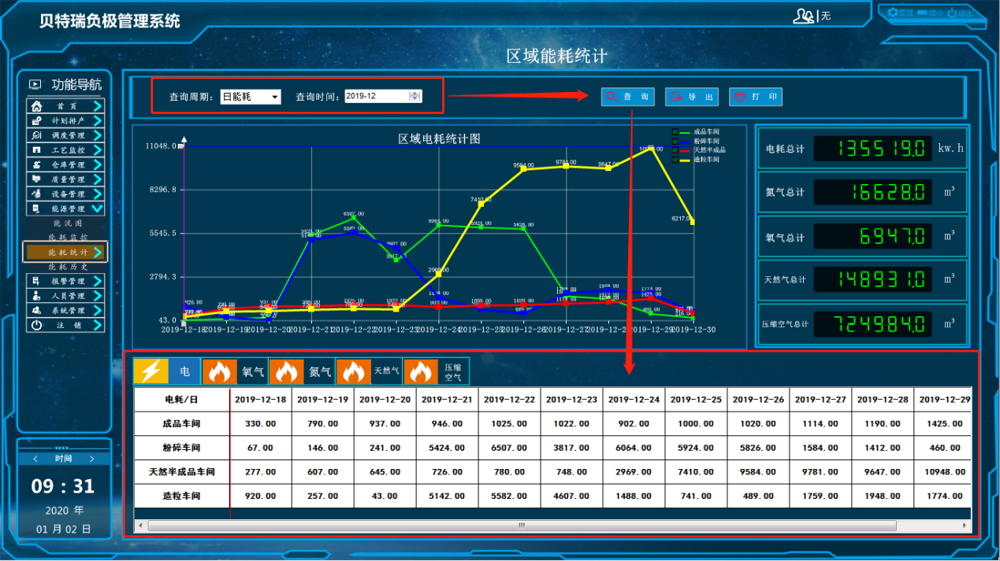 贝特瑞负极管理系统
无
管理 缩小 退出
区域能耗统计
功能导航
首 页
计划排产
调度管理
工艺监控
仓库管理
质量管理
设备管理
能源管理
能流图
能耗监控
能耗统计
能耗历史
报警管理
人员管理
系统管理
注 销
< 时间 >
09 : 31
2020 年
01 月 02 日
查询周期： 日能耗 查询时间： 2019-12 查 询 导 出 打 印
区域电耗统计图
成品车间
粉碎车间
天然半成品
造粒车间
11048.0
8296.8
5545.5
2794.3
43.0
6507.00
9584.00
6217.00
2019-12-18 2019-12-19 2019-12-20 2019-12-21 2019-12-22 2019-12-23 2019-12-24 2019-12-25 2019-12-26 2019-12-27 2019-12-28 2019-12-29 2019-12-30
电耗总计 135519.0 kw.h
氮气总计 16628.0 m³
氧气总计 6947.0 m³
天然气总计 148931.0 m³
压缩空气总计 724984.0 m³
电 氧气 氮气 天然气 压缩空气
电耗/日 2019-12-18 2019-12-19 2019-12-20 2019-12-21 2019-12-22 2019-12-23 2019-12-24 2019-12-25 2019-12-26 2019-12-27 2019-12-28 2019-12-29
成品车间 330.00 790.00 937.00 946.00 1025.00 1022.00 902.00 1000.00 1020.00 1114.00 1190.00 1425.00
粉碎车间 67.00 146.00 241.00 5424.00 6507.00 3817.00 6064.00 5924.00 5826.00 1584.00 1412.00 460.00
天然半成品车间 277.00 607.00 645.00 726.00 780.00 748.00 2969.00 7410.00 9584.00 9781.00 9647.00 10948.00
造粒车间 920.00 257.00 43.00 5142.00 5582.00 4607.00 1488.00 741.00 489.00 1759.00 1948.00 1774.00